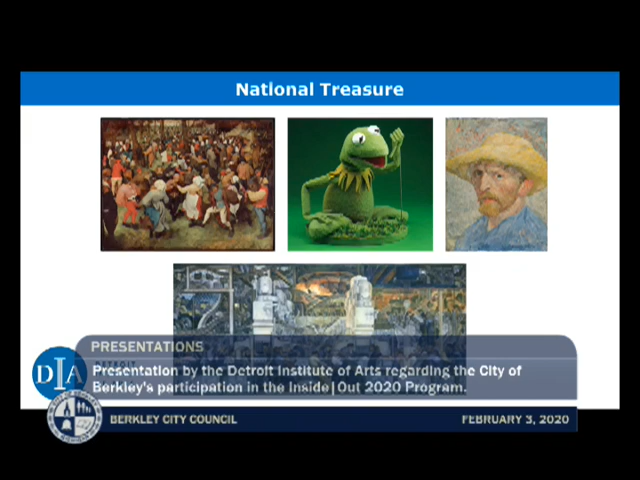 National Treasure
PRESENTATIONS
Presentation by the Detroit Institute of Arts regarding the City of
Berkley's participation in the Inside|Out 2020 Program.
DIA
BERKLEY CITY COUNCIL
FEBRUARY 3, 2020